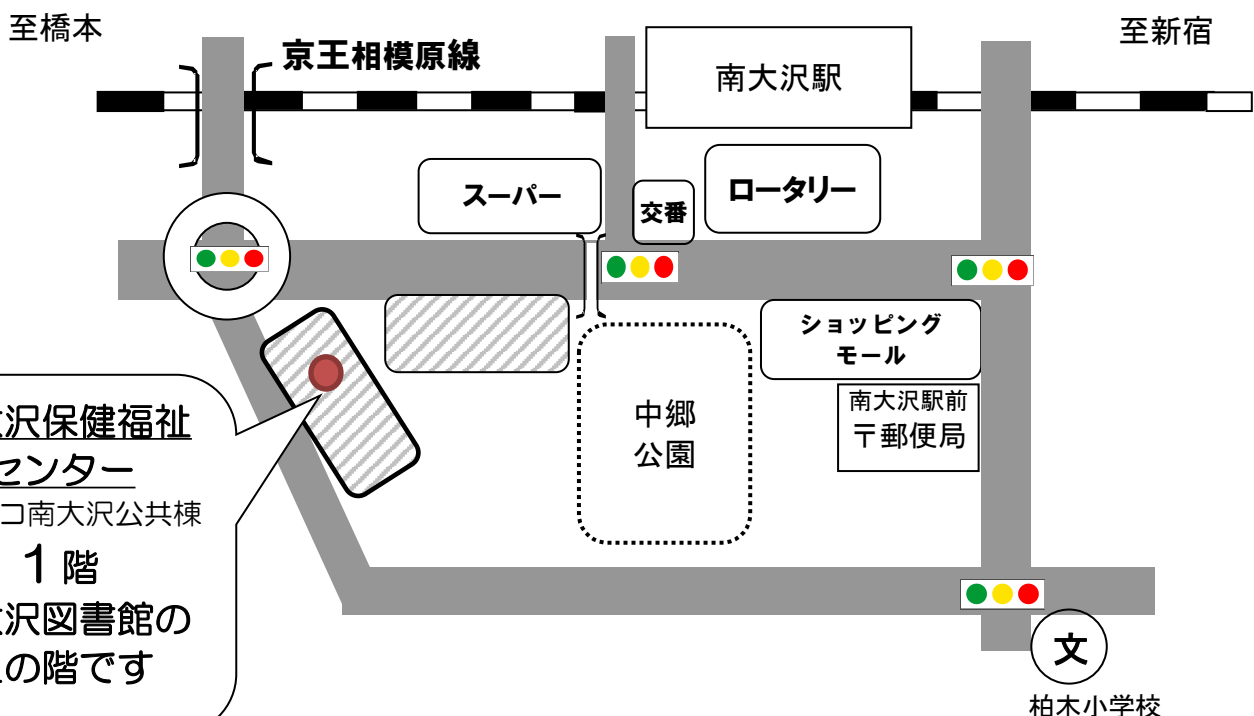 至橋本
至新宿
京王相模原線
南大沢駅
スーパー
交番
ロータリー
ショッピング
モール
南大沢駅前
〒郵便局
中郷
公園
沢保健福祉
センター
コ南大沢公共棟
1階
沢図書館の
の階です
文
柏木小学校